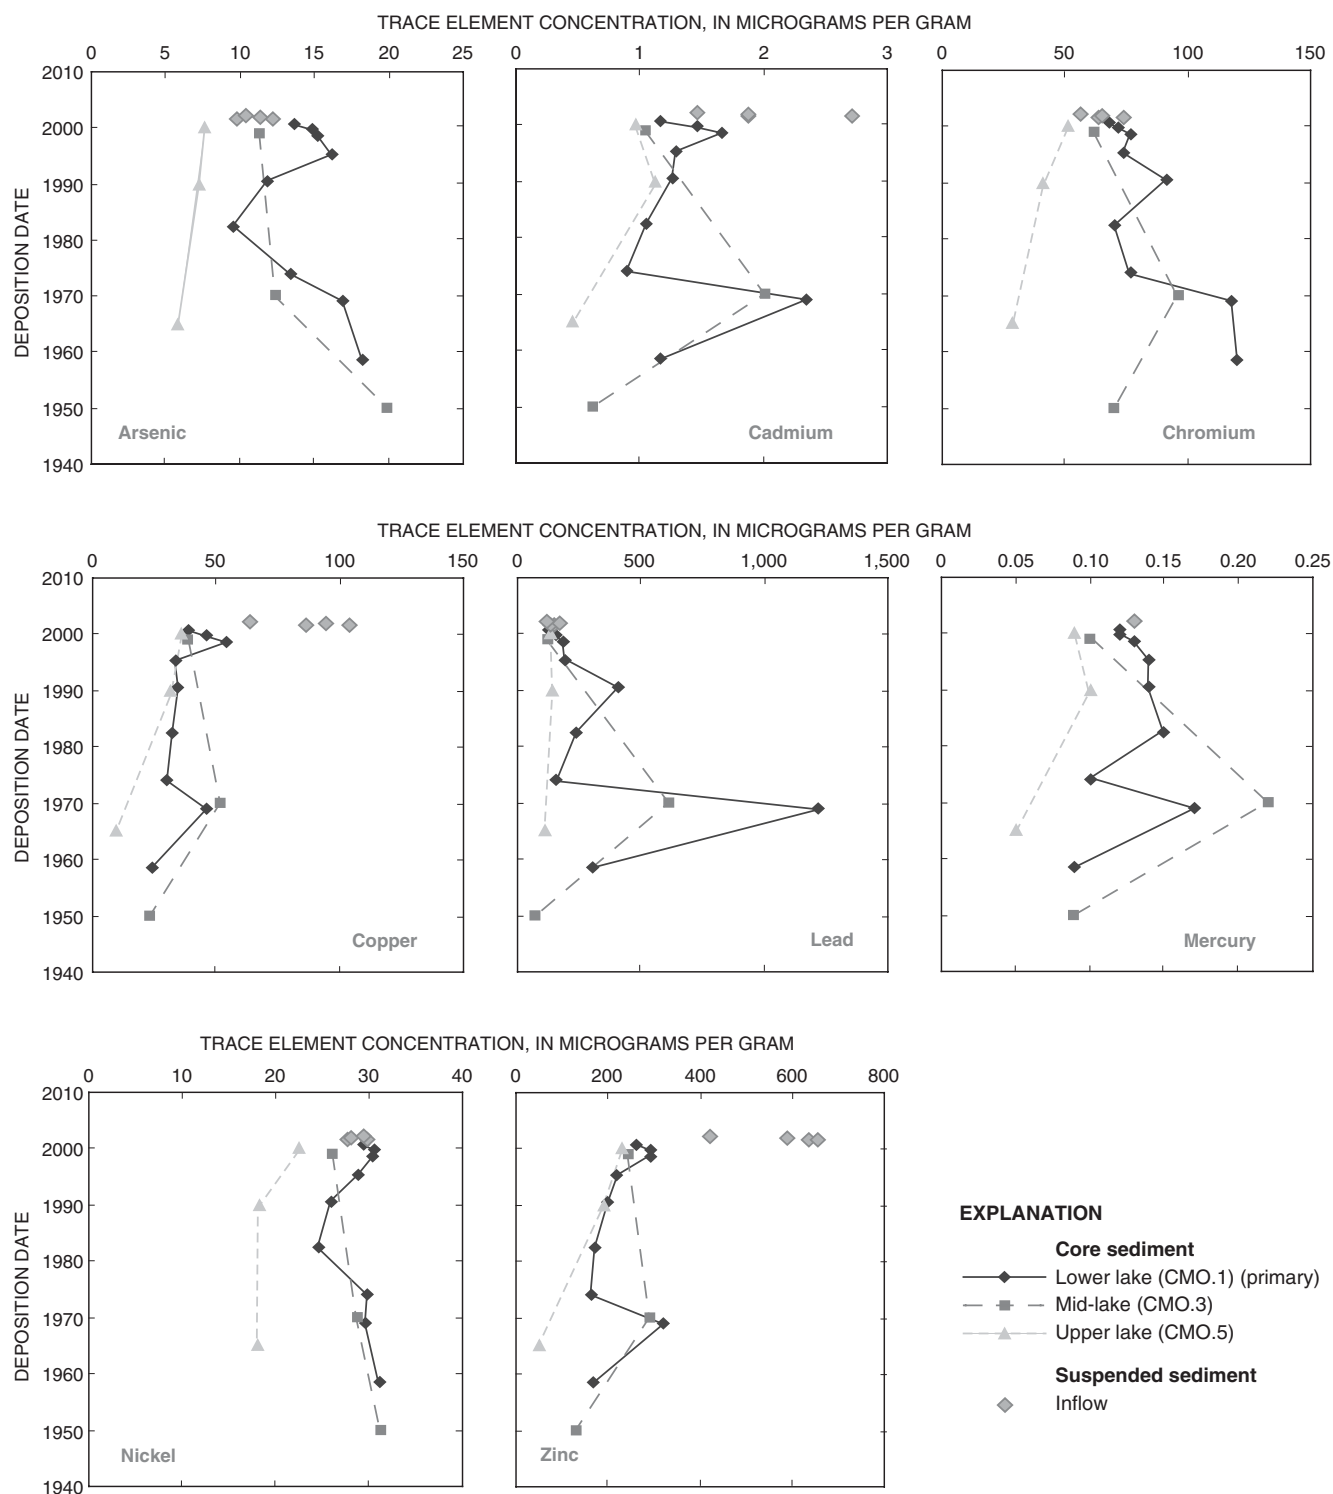 TRACE ELEMENT CONCENTRATION, IN MICROGRAMS PER GRAM
0 5 10 15 20 25
0 1 2 3
0 50 100 150
DEPOSITION DATE
2010
2000
1990
1980
1970
1960
1950
1940
Arsenic
Cadmium
Chromium
TRACE ELEMENT CONCENTRATION, IN MICROGRAMS PER GRAM
0 50 100 150
0 500 1,000 1,500
0 0.05 0.10 0.15 0.20 0.25
DEPOSITION DATE
2010
2000
1990
1980
1970
1960
1950
1940
Copper
Lead
Mercury
TRACE ELEMENT CONCENTRATION, IN MICROGRAMS PER GRAM
0 10 20 30 40
0 200 400 600 800
DEPOSITION DATE
2010
2000
1990
1980
1970
1960
1950
1940
Nickel
Zinc
EXPLANATION
Core sediment
Lower lake (CMO.1) (primary)
Mid-lake (CMO.3)
Upper lake (CMO.5)
Suspended sediment
Inflow